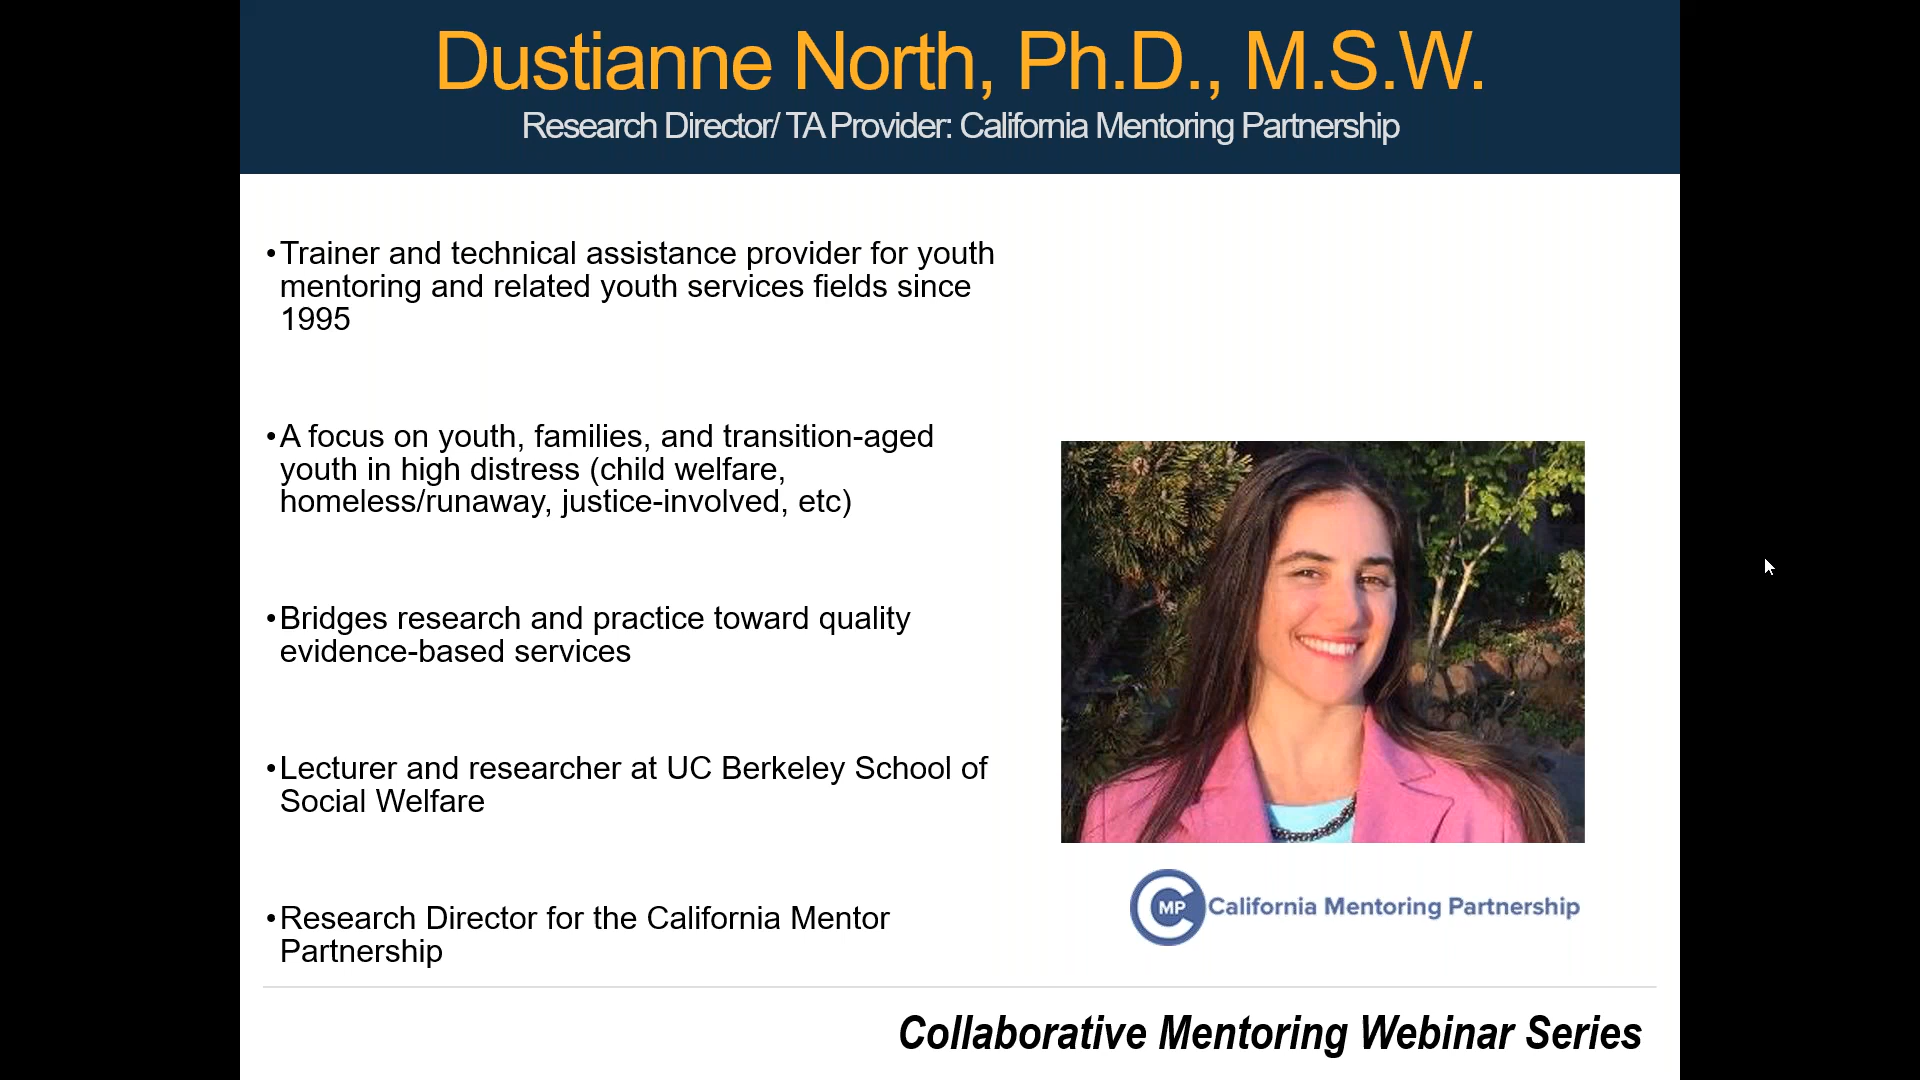 Dustianne North, Ph.D., M.S.W.
Research Director/ TA Provider: California Mentoring Partnership
•Trainer and technical assistance provider for youth
mentoring and related youth services fields since
1995
•A focus on youth, families, and transition-aged
youth in high distress (child welfare,
homeless/runaway, justice-involved, etc)
•Bridges research and practice toward quality
evidence-based services
•Lecturer and researcher at UC Berkeley School of
Social Welfare
•Research Director for the California Mentor
Partnership
CMP California Mentoring Partnership
Collaborative Mentoring Webinar Series